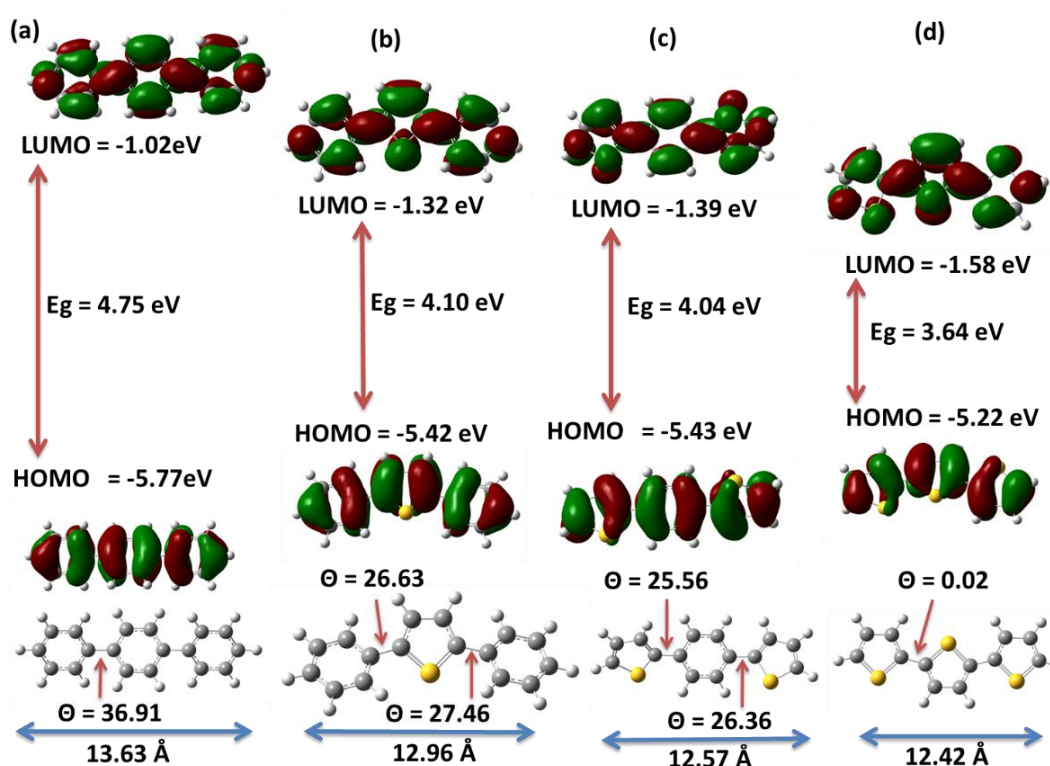 (a)
LUMO = -1.02eV
Eg = 4.75 eV
HOMO = -5.77eV
Θ = 36.91
13.63 Å
(b)
LUMO = -1.32 eV
Eg = 4.10 eV
HOMO = -5.42 eV
Θ = 26.63
Θ = 27.46
12.96 Å
(c)
LUMO = -1.39 eV
Eg = 4.04 eV
HOMO = -5.43 eV
Θ = 25.56
Θ = 26.36
12.57 Å
(d)
LUMO = -1.58 eV
Eg = 3.64 eV
HOMO = -5.22 eV
Θ = 0.02
12.42 Å